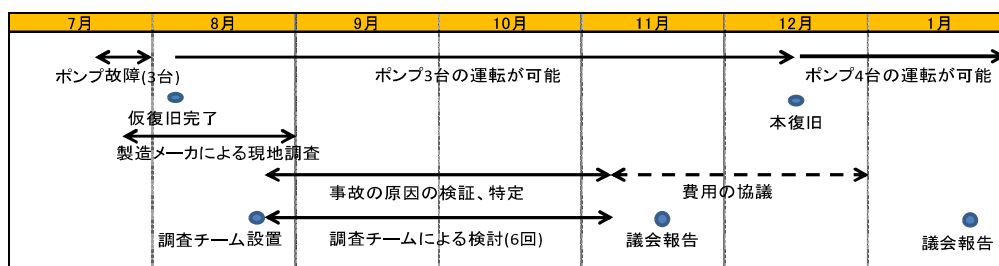 7月 8月 9月 10月 11月 12月 1月
ポンプ故障(3台) ポンプ3台の運転が可能 ポンプ4台の運転が可能
仮復旧完了 本復旧
製造メーカによる現地調査
事故の原因の検証、特定 費用の協議
調査チーム設置 調査チームによる検討(6回) 議会報告 議会報告